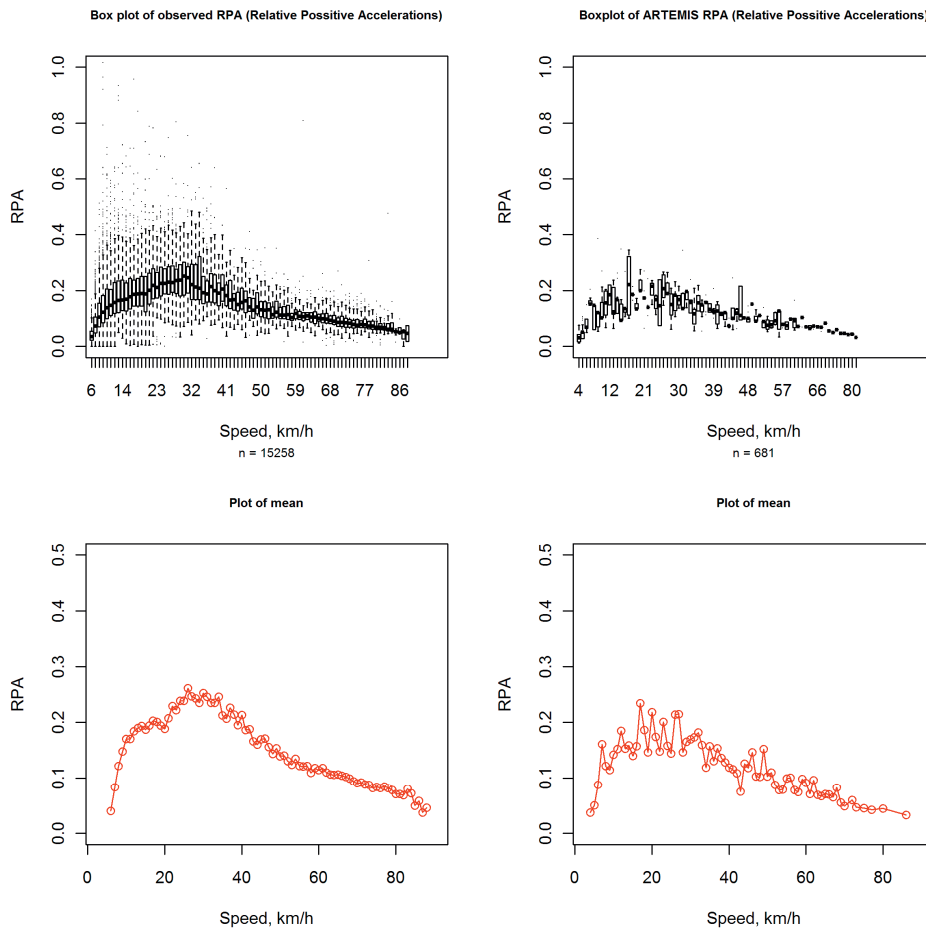 Box plot of observed RPA (Relative Possitive Accelerations)
RPA
1.0
0.8
0.6
0.4
0.2
0.0
6 14 23 32 41 50 59 68 77 86
Speed, km/h
n = 15258
Boxplot of ARTEMIS RPA (Relative Possitive Accelerations)
RPA
1.0
0.8
0.6
0.4
0.2
0.0
4 12 21 30 39 48 57 66 80
Speed, km/h
n = 681
Plot of mean
RPA
0.5
0.4
0.3
0.2
0.1
0.0
0 20 40 60 80
Speed, km/h
Plot of mean
RPA
0.5
0.4
0.3
0.2
0.1
0.0
0 20 40 60 80
Speed, km/h